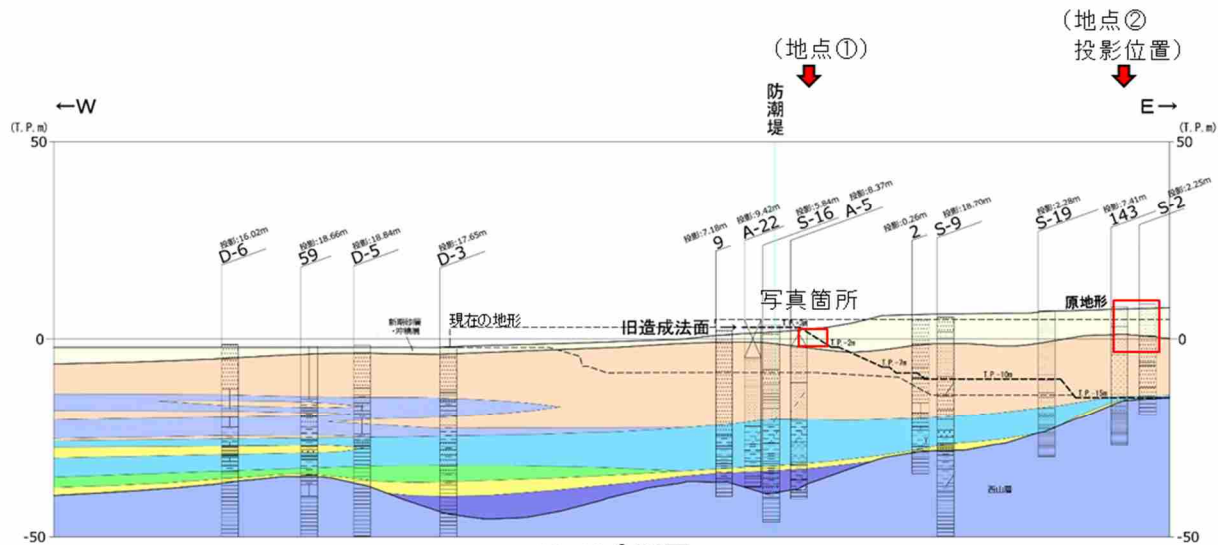 (地点②
投影位置)
(地点①)
←W
防潮堤
E→
(T.P.m)
(T.P.m)
50
50
投影:16.02m
D-6
投影:18.66m
59
投影:18.84m
D-5
投影:17.65m
D-3
投影:7.18m
9
投影:9.42m
A-22
投影:5.84m
S-16
投影:8.37m
A-5
投影:0.26m
2
投影:18.70m
S-9
投影:2.28m
S-19
投影:7.41m
143
投影:2.25m
S-2
写真箇所
原地形
現在の地形
旧造成法面
0
0
T.P.-2m
T.P.-7m
T.P.-10m
T.P.-15m
西山層
-50
-50